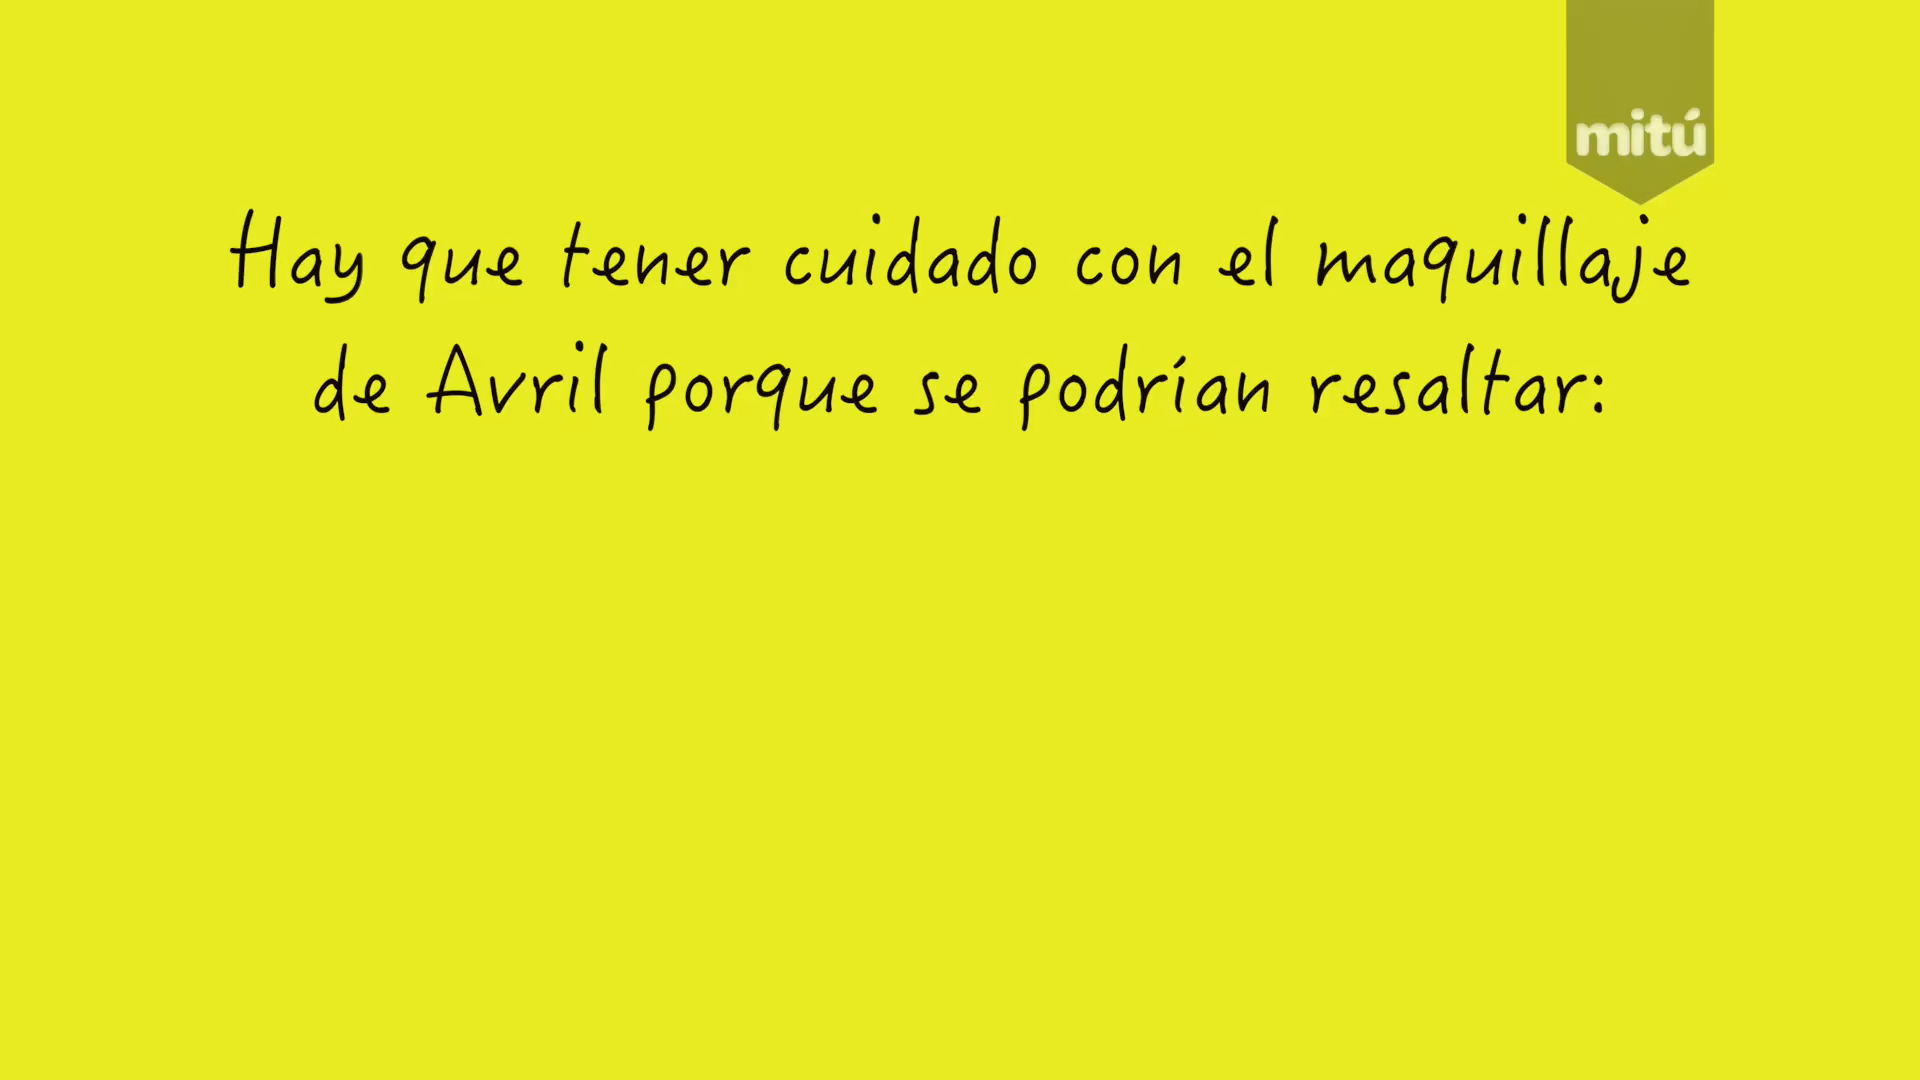 mitú
Hay que tener cuidado con el maquillaje
de Avril porque se podrían resaltar: